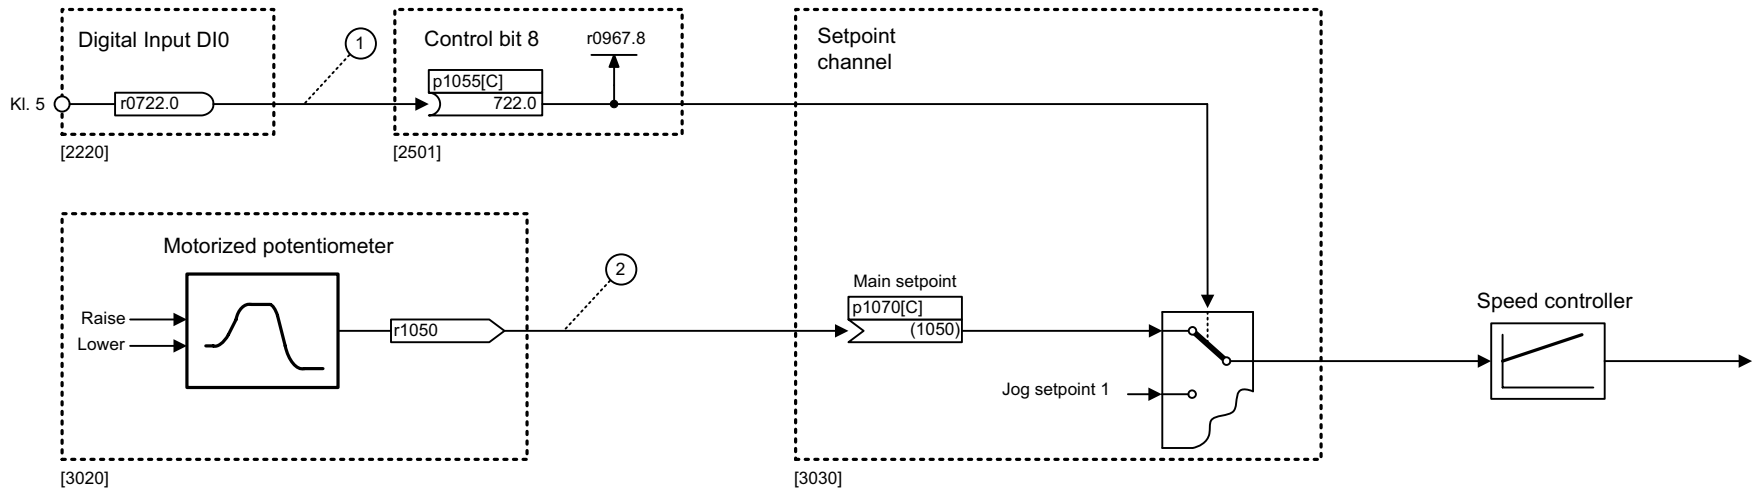 Digital Input DI0
1
Control bit 8
r0967.8
Setpoint
channel
p1055[C]
Kl. 5
r0722.0
722.0
[2220]
[2501]
Motorized potentiometer
2
Main setpoint
p1070[C]
Speed controller
Raise
r1050
(1050)
Lower
Jog setpoint 1
[3020]
[3030]